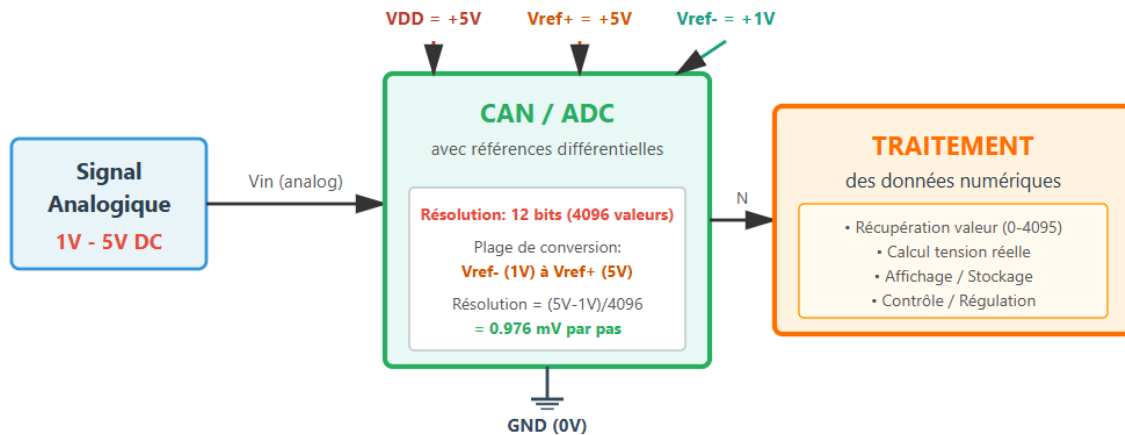 VDD = +5V
Vref+ = +5V
Vref- = +1V
Signal
Analogique
1V - 5V DC
Vin (analog)
CAN / ADC
avec références différentielles
Résolution: 12 bits (4096 valeurs)
Plage de conversion:
Vref- (1V) à Vref+ (5V)
Résolution = (5V-1V)/4096
= 0.976 mV par pas
GND (0V)
N
TRAITEMENT
des données numériques
• Récupération valeur (0-4095)
• Calcul tension réelle
• Affichage / Stockage
• Contrôle / Régulation